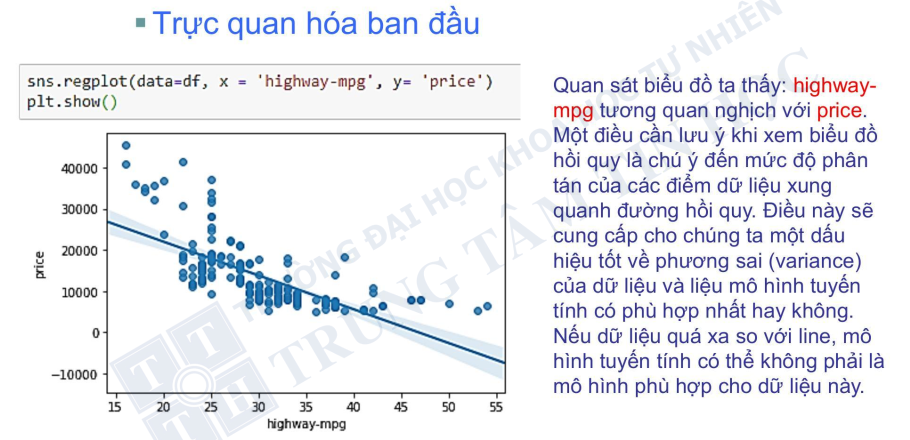 Trực quan hóa ban đầu
sns.regplot(data=df, x = 'highway-mpg', y= 'price')
plt.show()
Quan sát biểu đồ ta thấy: highway-
mpg tương quan nghịch với price.
Một điều cần lưu ý khi xem biểu đồ
hồi quy là chú ý đến mức độ phân
tán của các điểm dữ liệu xung
quanh đường hồi quy. Điều này sẽ
cung cấp cho chúng ta một dấu
hiệu tốt về phương sai (variance)
của dữ liệu và liệu mô hình tuyến
tính có phù hợp nhất hay không.
Nếu dữ liệu quá xa so với line, mô
hình tuyến tính có thể không phải là
mô hình phù hợp cho dữ liệu này.
price
40000
30000
20000
10000
0
−10000
15 20 25 30 35 40 45 50 55
highway-mpg
TRƯỜNG ĐẠI HỌC KHOA HỌC TỰ NHIÊN
TRUNG TÂM TIN HỌC